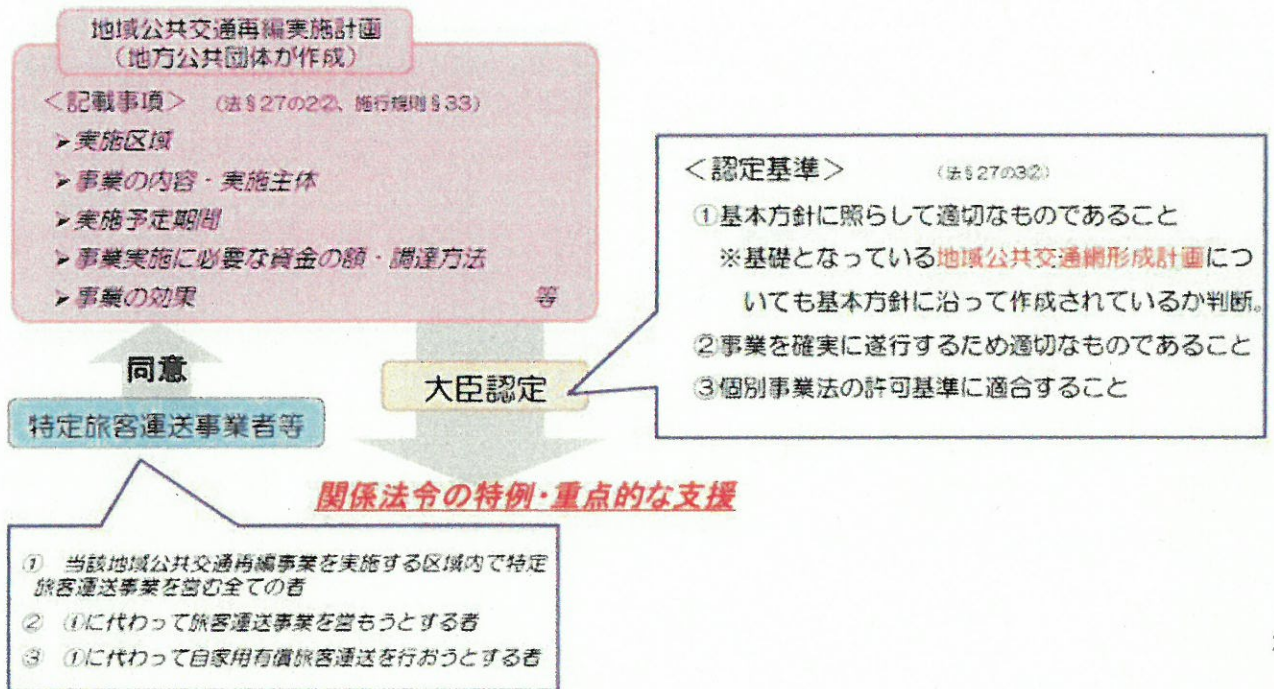 地域公共交通再編実施計画
（地方公共団体が作成）
＜記載事項＞ （法§27の2②、施行規則§33）
➢実施区域
➢事業の内容・実施主体
➢実施予定期間
➢事業実施に必要な資金の額・調達方法
➢事業の効果 等
同意
特定旅客運送事業者等
大臣認定
＜認定基準＞ （法§27の3②）
①基本方針に照らして適切なものであること
※基礎となっている地域公共交通網形成計画につ
いても基本方針に沿って作成されているか判断。
②事業を確実に遂行するため適切なものであること
③個別事業法の許可基準に適合すること
関係法令の特例・重点的な支援
① 当該地域公共交通再編事業を実施する区域内で特定
旅客運送事業を営む全ての者
② ①に代わって旅客運送事業を営もうとする者
③ ①に代わって自家用有償旅客運送を行おうとする者